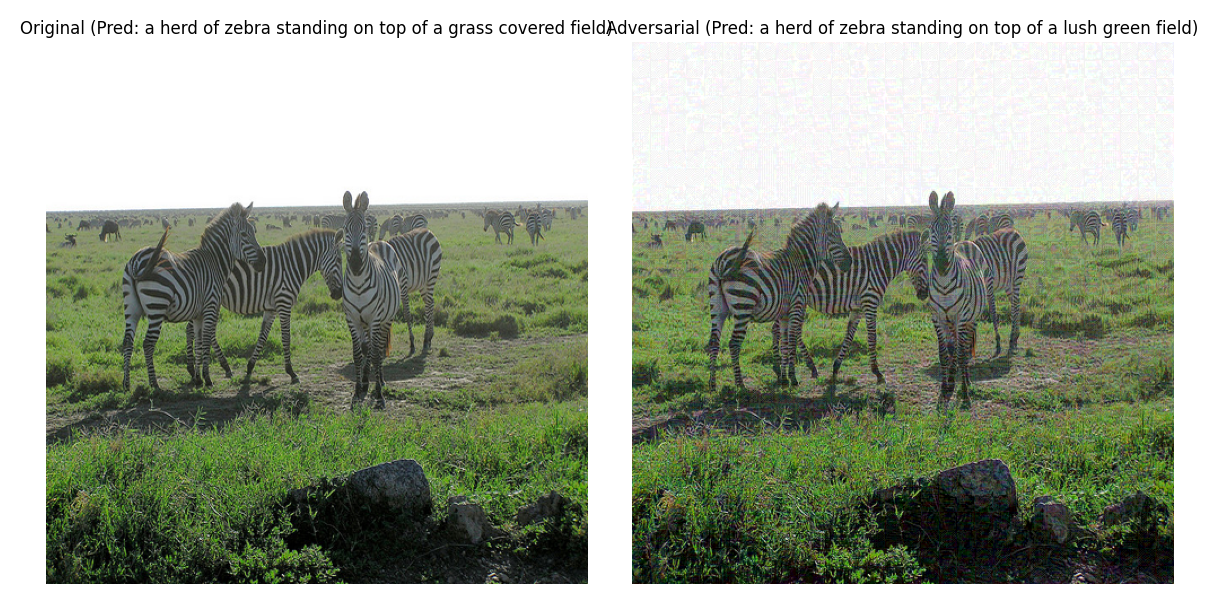 Original (Pred: a herd of zebra standing on top of a grass covered field)
Adversarial (Pred: a herd of zebra standing on top of a lush green field)